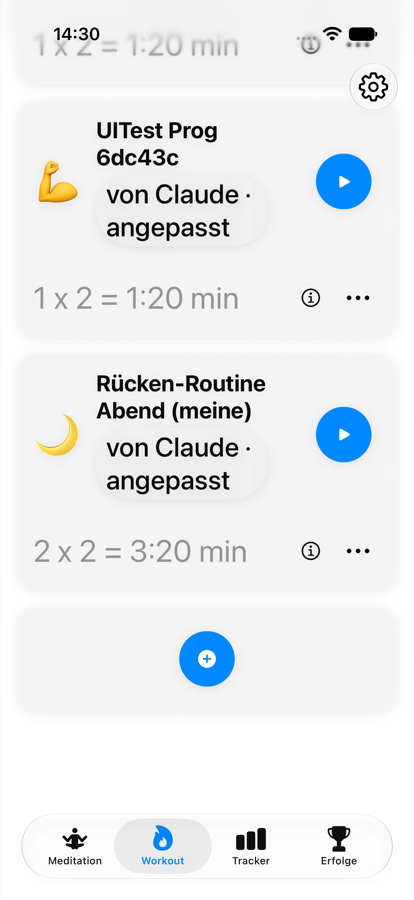 14:30
1 x 2 = 1:20 min
UITest Prog
6dc43c
von Claude ·
angepasst
1 x 2 = 1:20 min
Rücken-Routine
Abend (meine)
von Claude ·
angepasst
2 x 2 = 3:20 min
Meditation
Workout
Tracker
Erfolge